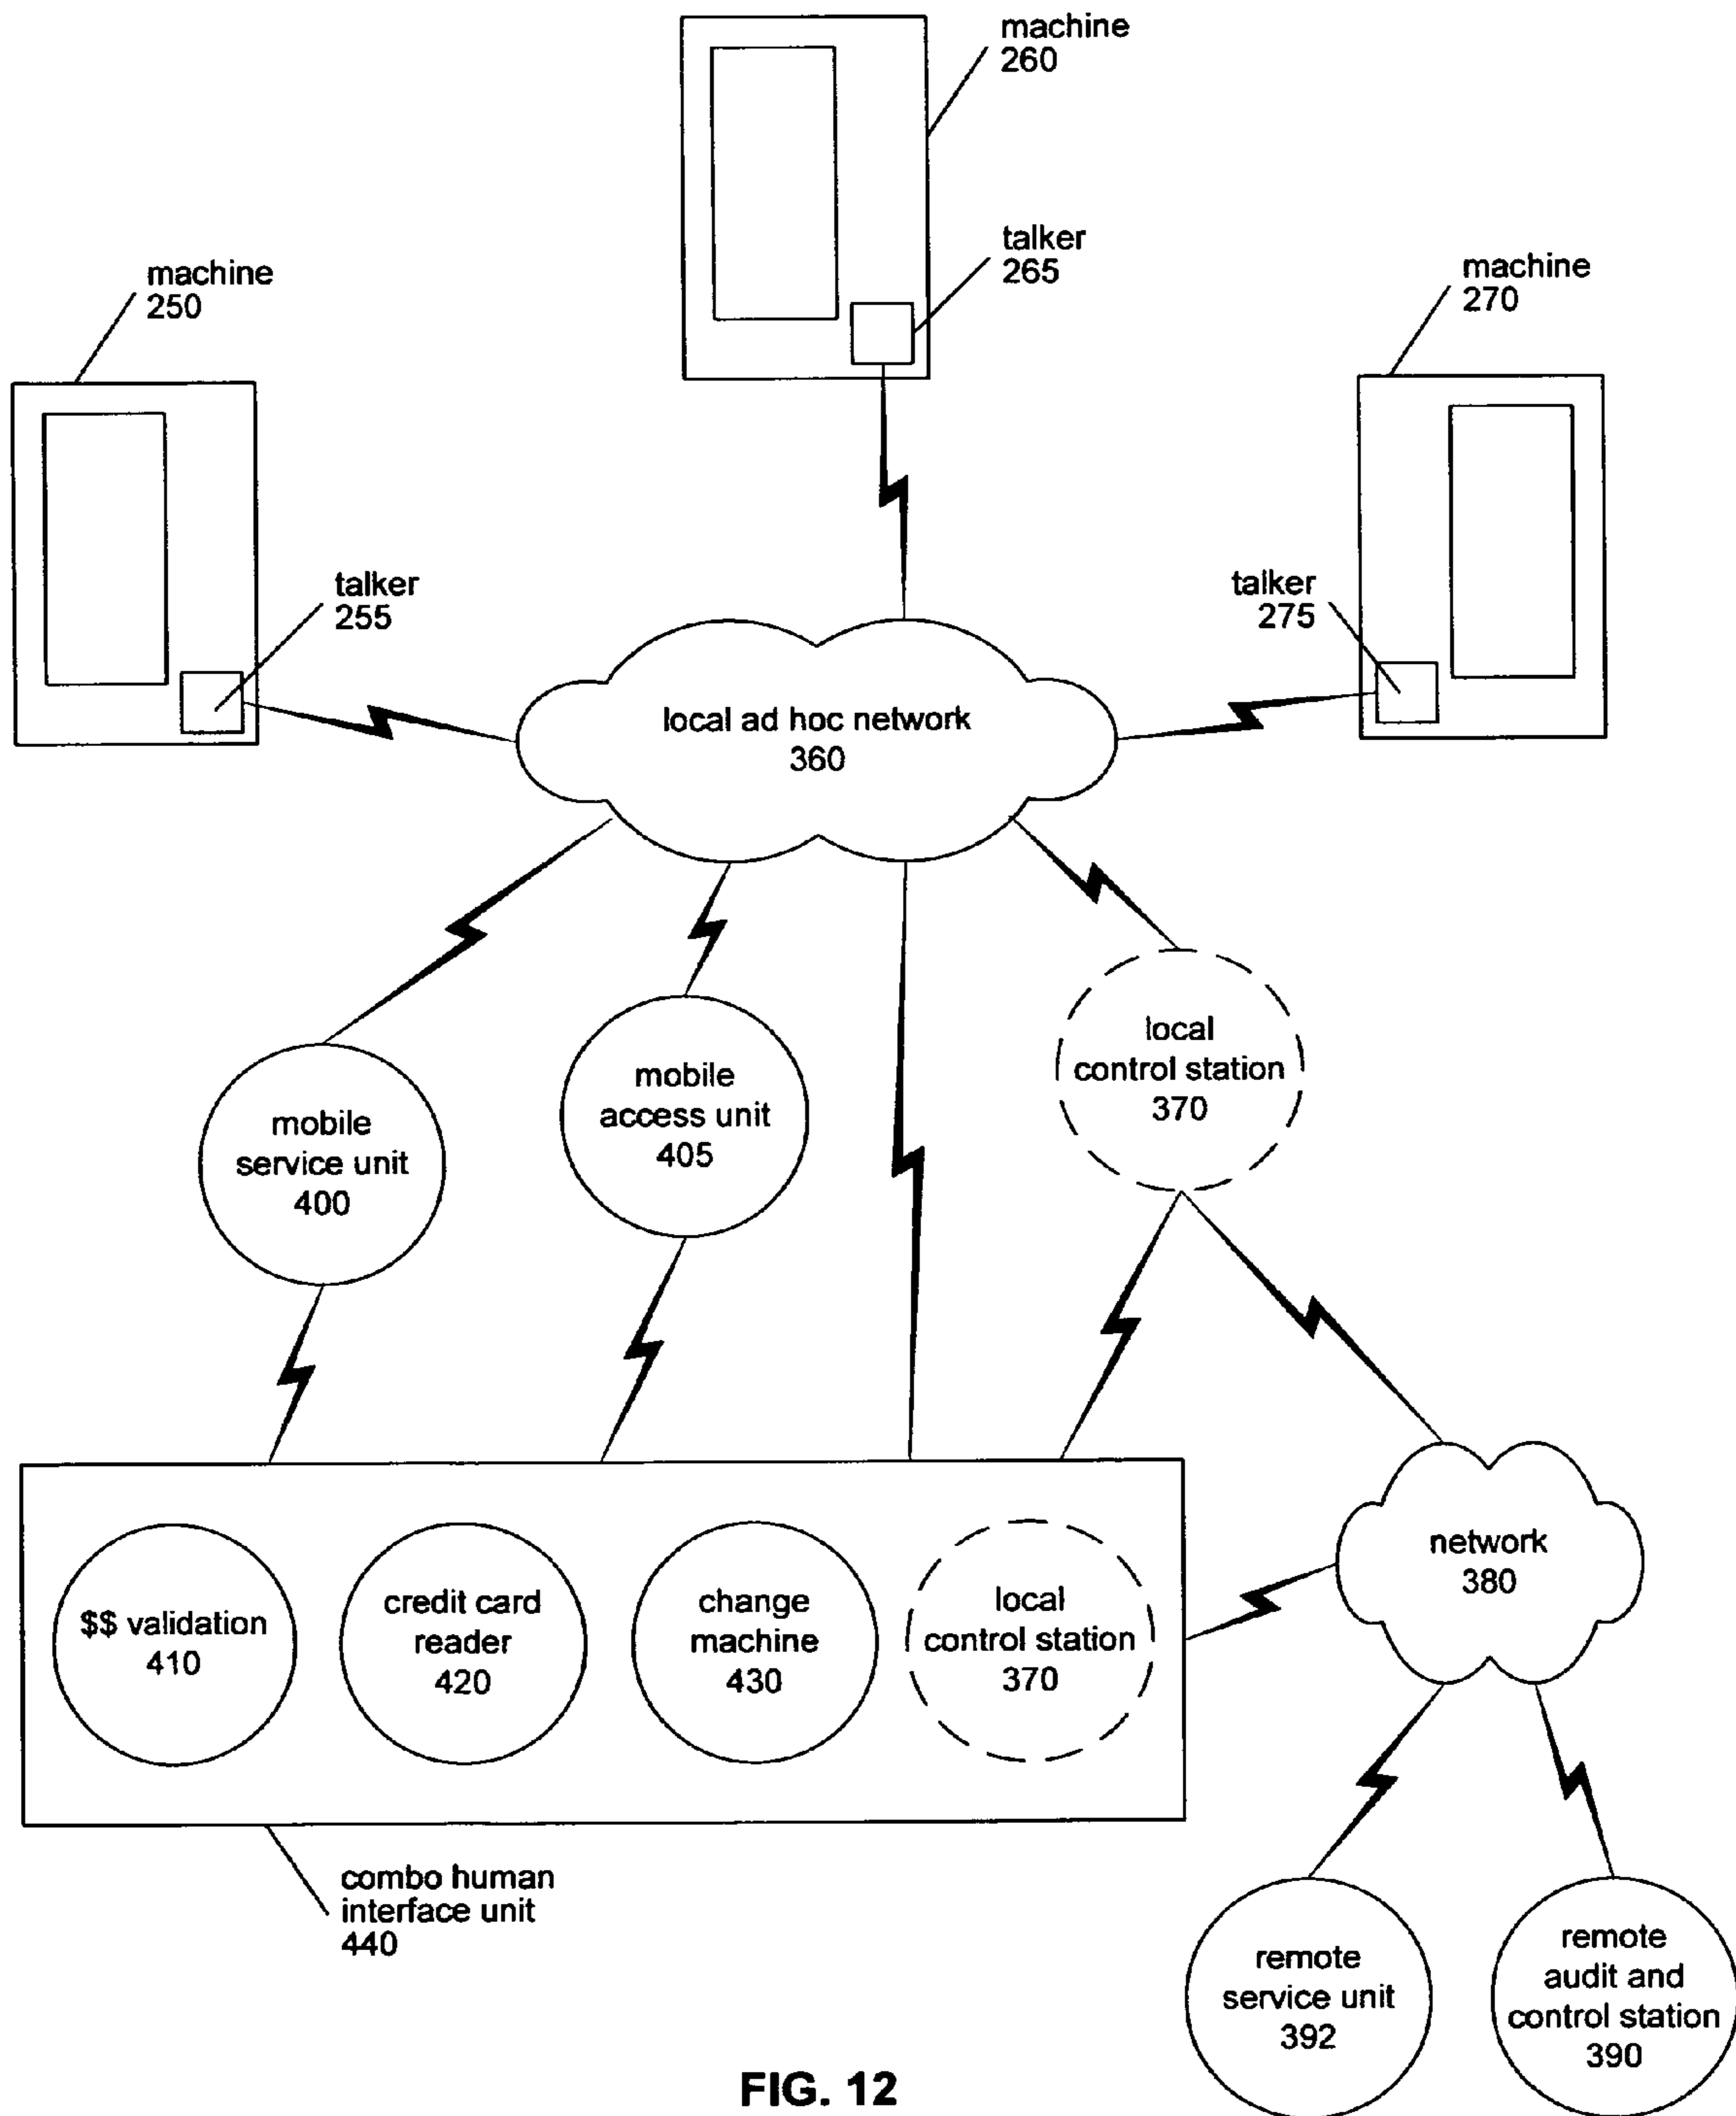 machine
260
talker
265
machine
250
machine
270
talker
255
talker
275
local ad hoc network
360
local
control station
370
mobile
access unit
405
mobile
service unit
400
network
380
$$ validation
410
credit card
reader
420
change
machine
430
local
control station
370
combo human
interface unit
440
remote
service unit
392
remote
audit and
control station
390
FIG. 12